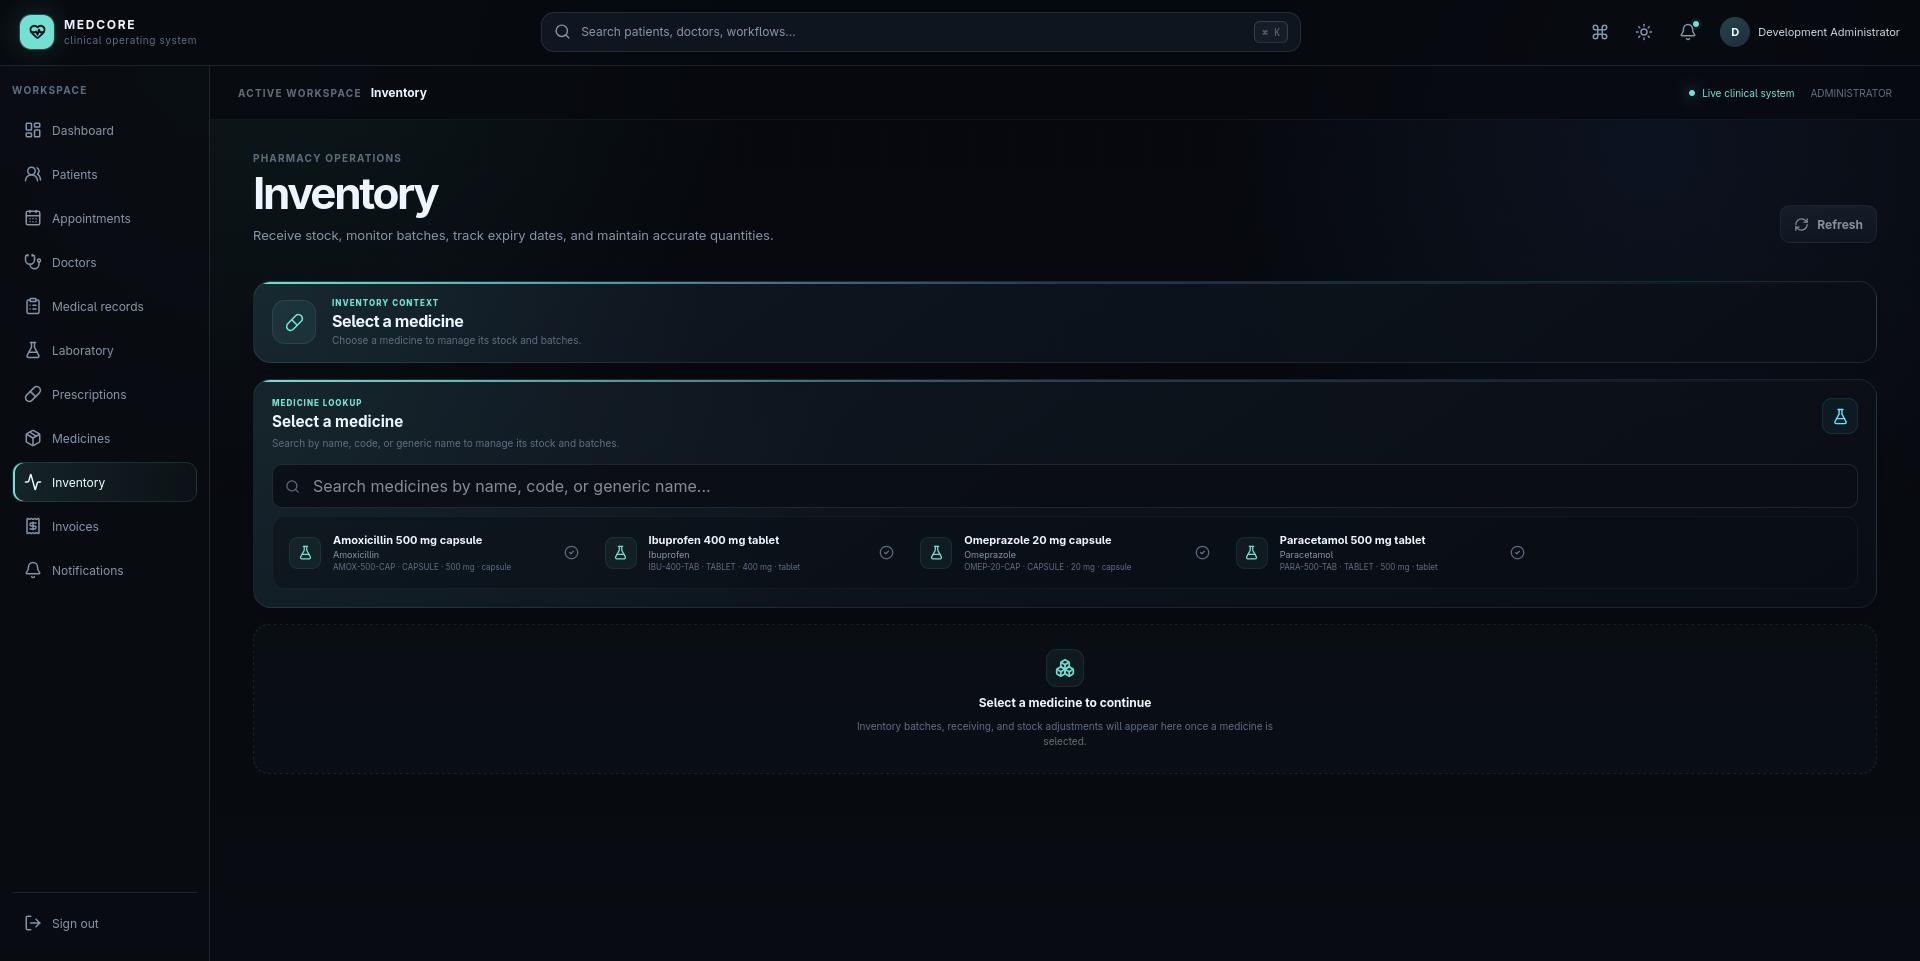 MEDCORE
clinical operating system
Search patients, doctors, workflows...
⌘ K
D
Development Administrator
WORKSPACE
Dashboard
Patients
Appointments
Doctors
Medical records
Laboratory
Prescriptions
Medicines
Inventory
Invoices
Notifications
Sign out
ACTIVE WORKSPACE Inventory
Live clinical system
ADMINISTRATOR
PHARMACY OPERATIONS
Inventory
Receive stock, monitor batches, track expiry dates, and maintain accurate quantities.
Refresh
INVENTORY CONTEXT
Select a medicine
Choose a medicine to manage its stock and batches.
MEDICINE LOOKUP
Select a medicine
Search by name, code, or generic name to manage its stock and batches.
Search medicines by name, code, or generic name...
Amoxicillin 500 mg capsule
Amoxicillin
AMOX-500-CAP · CAPSULE · 500 mg · capsule
Ibuprofen 400 mg tablet
Ibuprofen
IBU-400-TAB · TABLET · 400 mg · tablet
Omeprazole 20 mg capsule
Omeprazole
OMEP-20-CAP · CAPSULE · 20 mg · capsule
Paracetamol 500 mg tablet
Paracetamol
PARA-500-TAB · TABLET · 500 mg · tablet
Select a medicine to continue
Inventory batches, receiving, and stock adjustments will appear here once a medicine is
selected.